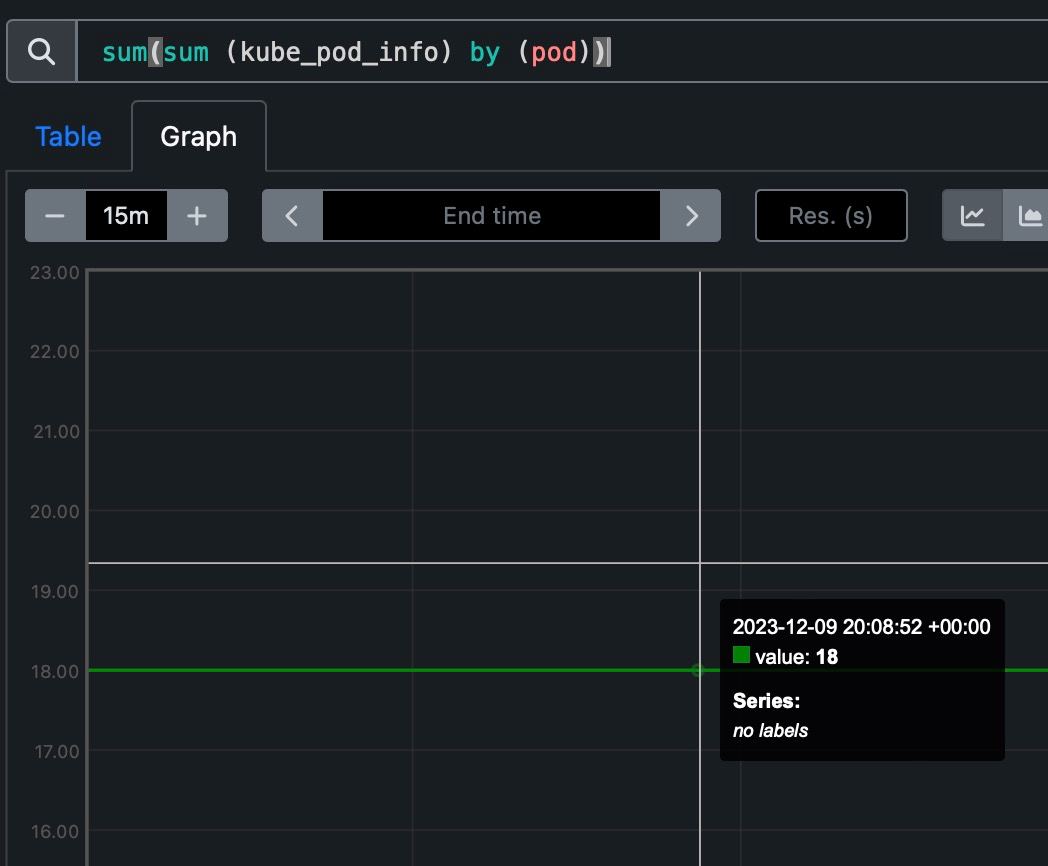 sum(sum (kube_pod_info) by (pod))
Table
Graph
15m
End time
Res. (s)
23.00
22.00
21.00
20.00
19.00
18.00
17.00
16.00
2023-12-09 20:08:52 +00:00
value: 18
Series:
no labels